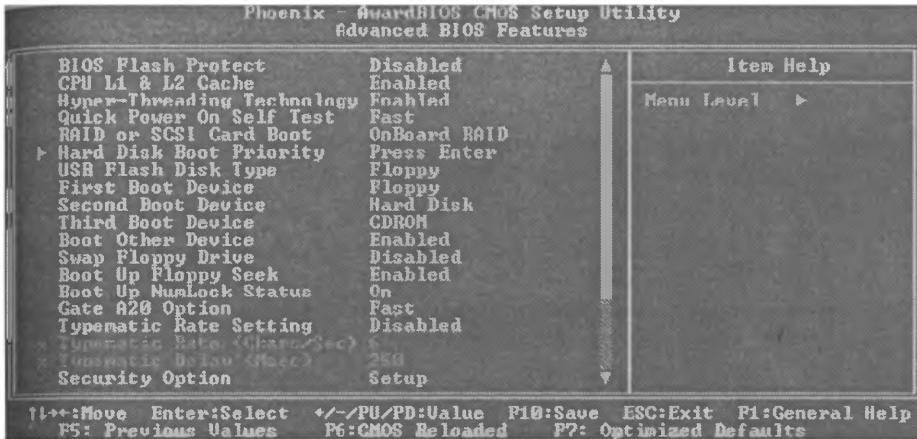 Phoenix - AwardBIOS CMOS Setup Utility
Advanced BIOS Features
BIOS Flash Protect Disabled
CPU L1 & L2 Cache Enabled
Hyper-Threading Technology Enabled
Quick Power On Self Test Fast
RAID or SCSI Card Boot OnBoard RAID
Hard Disk Boot Priority Press Enter
USB Flash Disk Type Floppy
First Boot Device Floppy
Second Boot Device Hard Disk
Third Boot Device CDROM
Boot Other Device Enabled
Swap Floppy Drive Disabled
Boot Up Floppy Seek Enabled
Boot Up NumLock Status On
Gate A20 Option Fast
Typematic Rate Setting Disabled
x Typematic Rate (Chars/Sec) 6
x Typematic Delay (Msec) 250
Security Option Setup
Item Help
Menu Level ▶
↑↓→←:Move Enter:Select +/-/PU/PD:Value F10:Save ESC:Exit F1:General Help
F5: Previous Values F6:CMOS Reloaded F7: Optimized Defaults